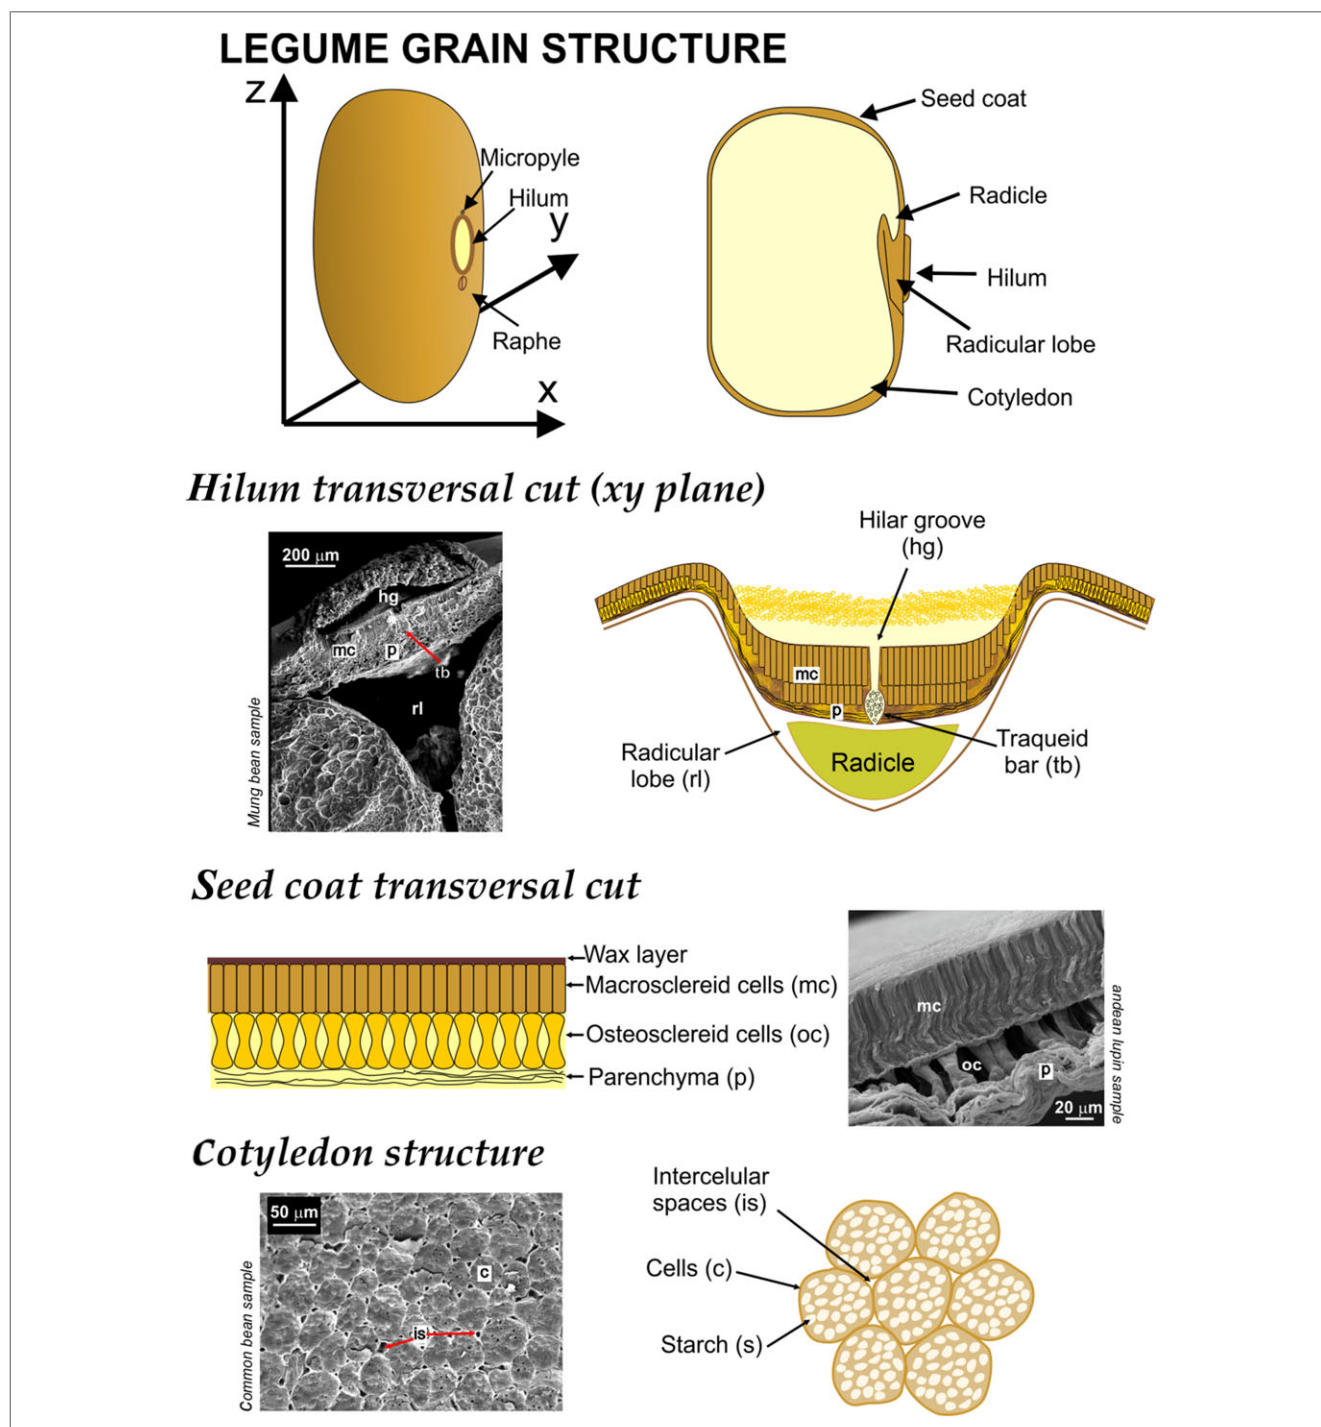 LEGUME GRAIN STRUCTURE
Z
Micropyle
Hilum
y
Raphe
x
Seed coat
Radicle
Hilum
Radicular lobe
Cotyledon
Hilum transversal cut (xy plane)
200 μm
hg
mc
p
tb
rl
Mung bean sample
Hilar groove
(hg)
mc
p
Radicular
lobe (rl)
Radicle
Traqueid
bar (tb)
Seed coat transversal cut
Wax layer
Macrosclereid cells (mc)
Osteosclereid cells (oc)
Parenchyma (p)
mc
oc
p
20 μm
andean lupin sample
Cotyledon structure
50 μm
c
is
Common bean sample
Intercelular
spaces (is)
Cells (c)
Starch (s)